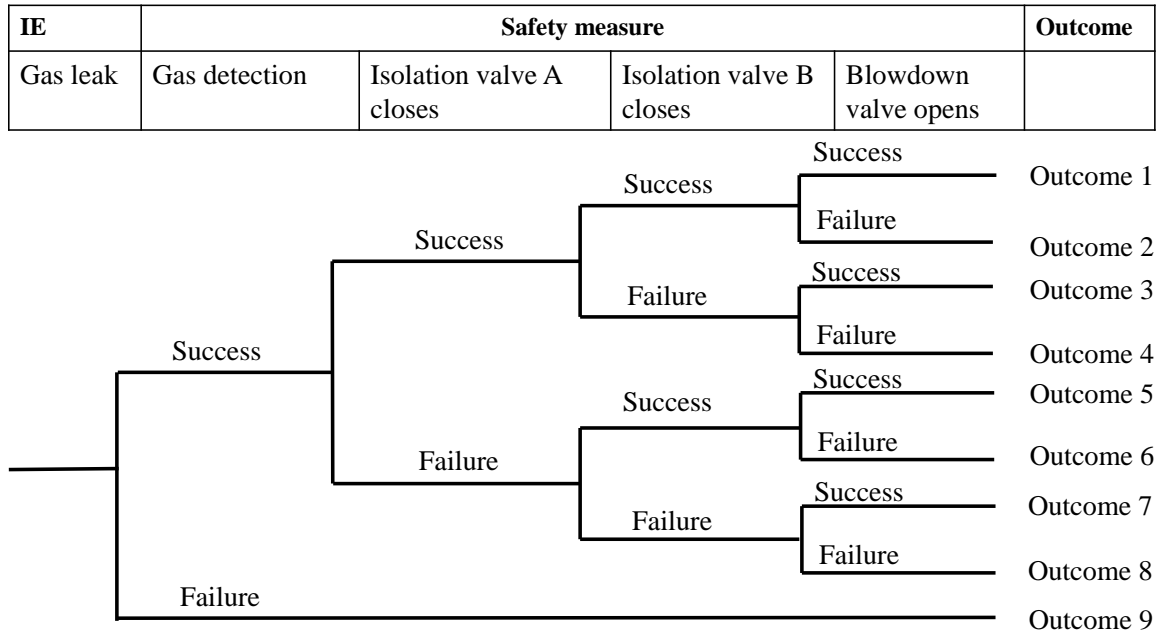 IE
Safety measure
Outcome
Gas leak
Gas detection
Isolation valve A
closes
Isolation valve B
closes
Blowdown
valve opens
Success
Success
Outcome 1
Success
Failure
Outcome 2
Success
Outcome 3
Failure
Failure
Outcome 4
Success
Success
Outcome 5
Success
Failure
Failure
Outcome 6
Success
Outcome 7
Failure
Failure
Outcome 8
Failure
Outcome 9